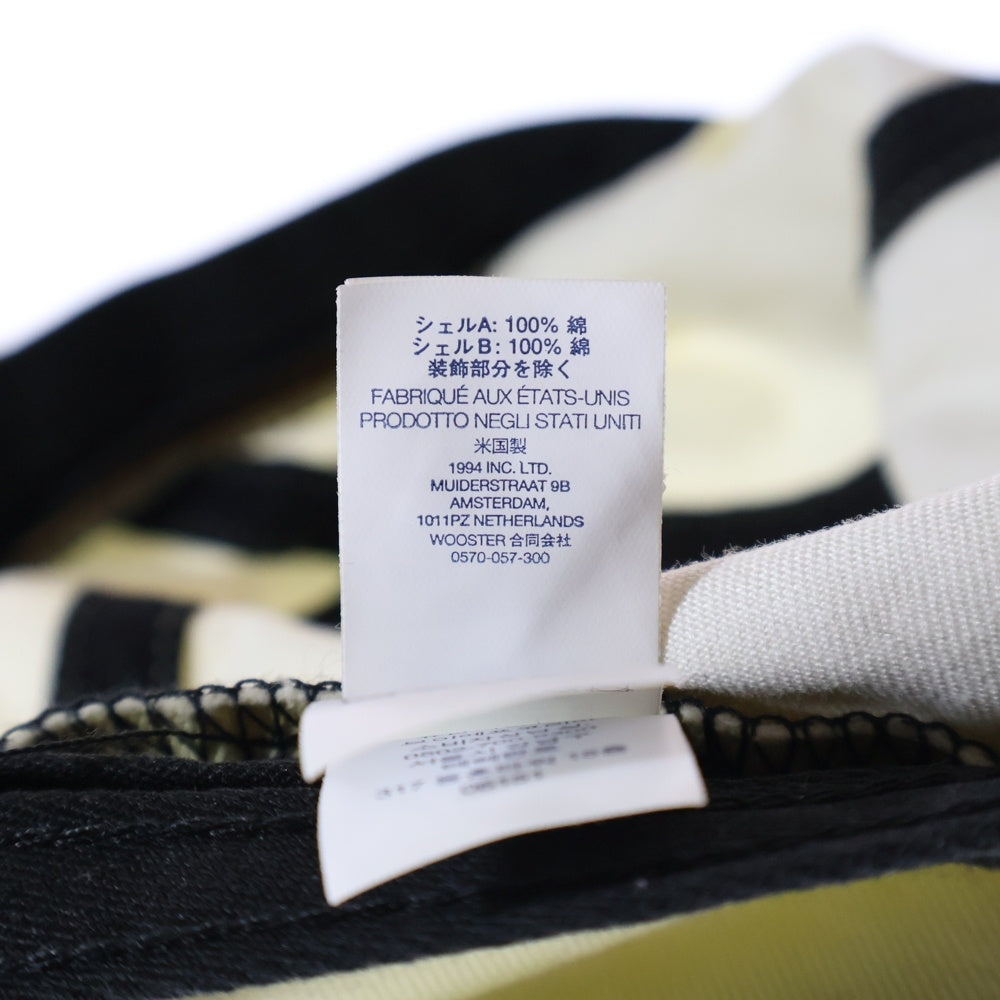 シェルA: 100% 綿
シェルB: 100% 綿
装飾部分を除く
FABRIQUÉ AUX ÉTATS-UNIS
PRODOTTO NEGLI STATI UNITI
米国製
1994 INC. LTD.
MUIDERSTRAAT 9B
AMSTERDAM,
1011PZ NETHERLANDS
WOOSTER 合同会社
0570-057-300